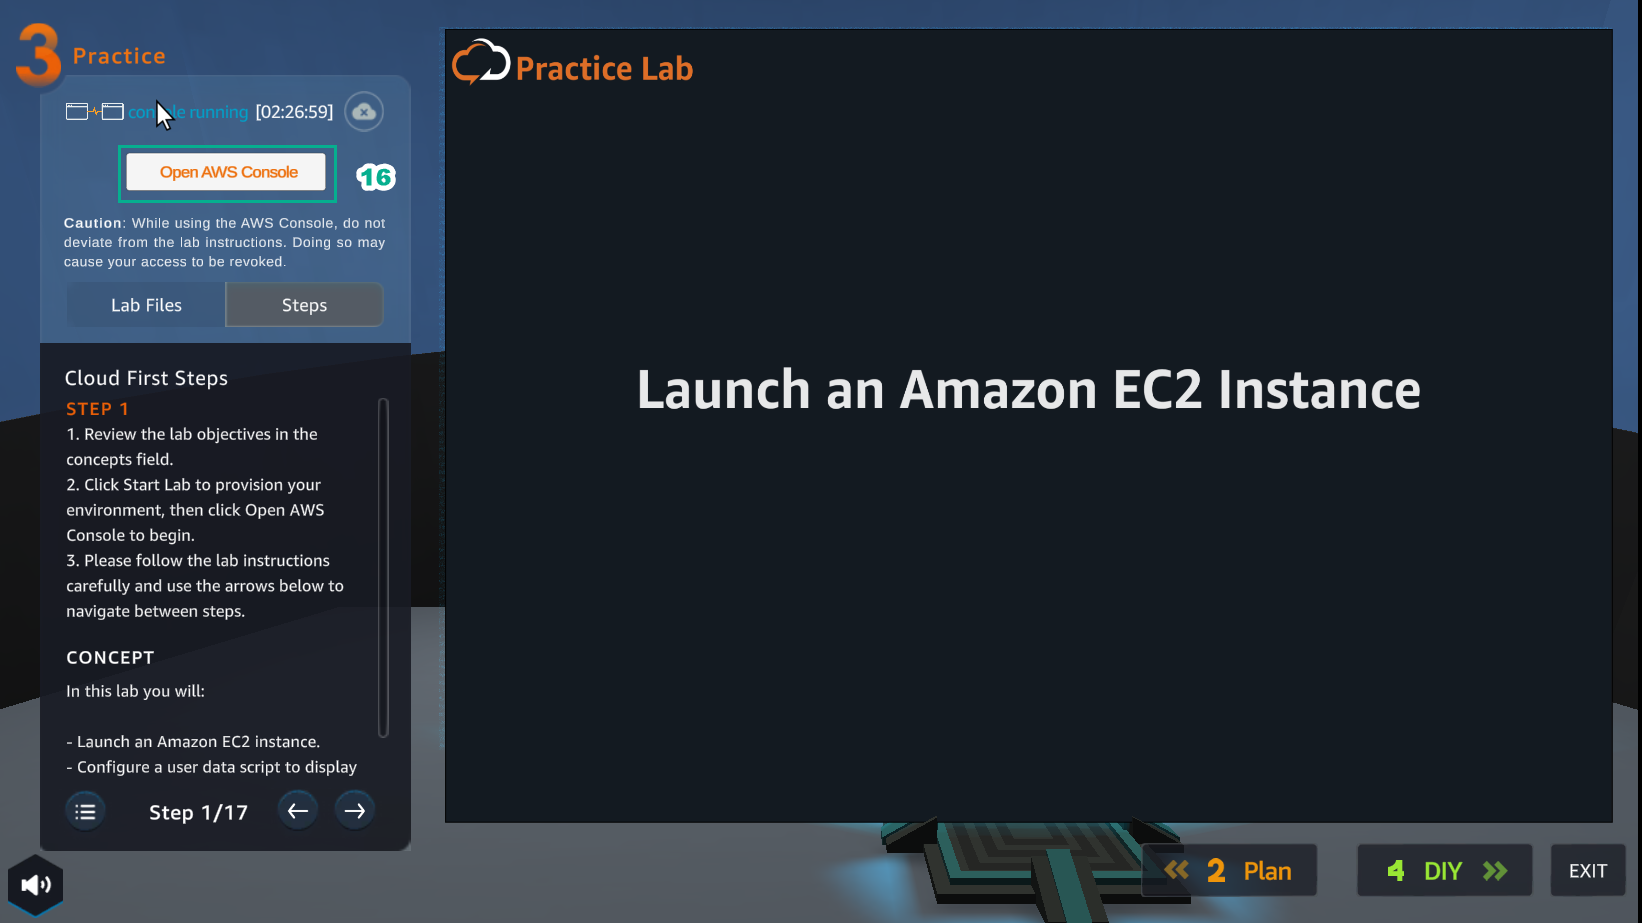 3 Practice
console running [02:26:59]
Open AWS Console
16
Caution: While using the AWS Console, do not
deviate from the lab instructions. Doing so may
cause your access to be revoked.
Lab Files
Steps
Cloud First Steps
STEP 1
1. Review the lab objectives in the
concepts field.
2. Click Start Lab to provision your
environment, then click Open AWS
Console to begin.
3. Please follow the lab instructions
carefully and use the arrows below to
navigate between steps.
CONCEPT
In this lab you will:
- Launch an Amazon EC2 instance.
- Configure a user data script to display
Step 1/17
Practice Lab
Launch an Amazon EC2 Instance
2 Plan
4 DIY
EXIT